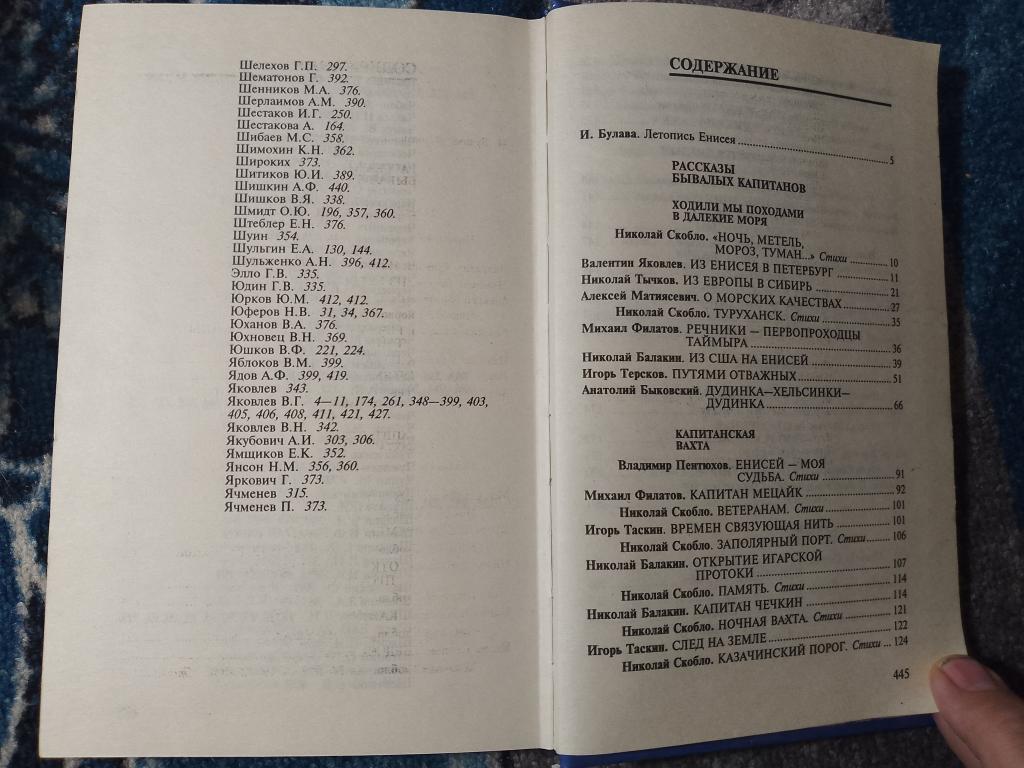 Шелехов Г.П. 297.
Шематонов Г. 392.
Шенников М.А. 376.
Шерлаимов А.М. 390.
Шестаков И.Г. 250.
Шестакова А. 164.
Шибаев М.С. 358.
Шимохин К.Н. 362.
Широких 373.
Шитиков Ю.И. 389.
Шишкин А.Ф. 440.
Шишков В.Я. 338.
Шмидт О.Ю. 196, 357, 360.
Штеблер Е.Н. 376.
Шуин 354.
Шульгин Е.А. 130, 144.
Шульженко А.Н. 396, 412.
Элло Г.В. 335.
Юдин Г.В. 335.
Юрков Ю.М. 412, 412.
Юферов Н.В. 31, 34, 367.
Юханов В.А. 376.
Юхновец В.Н. 369.
Юшков В.Ф. 221, 224.
Яблоков В.М. 399.
Ядов А.Ф. 399, 419.
Яковлев 343.
Яковлев В.Г. 4—11, 174, 261, 348—399, 403,
405, 406, 408, 411, 421, 427.
Яковлев В.Н. 342.
Якубович А.И. 303, 306.
Ямщиков Е.К. 352.
Янсон Н.М. 356, 360.
Яркович Г. 373.
Ячменев 315.
Ячменев П. 373.
СОДЕРЖАНИЕ
И. Булава. Летопись Енисея ..... 5
РАССКАЗЫ
БЫВАЛЫХ КАПИТАНОВ
ХОДИЛИ МЫ ПОХОДАМИ
В ДАЛЕКИЕ МОРЯ
Николай Скобло. «НОЧЬ, МЕТЕЛЬ,
МОРОЗ, ТУМАН...» Стихи ..... 10
Валентин Яковлев. ИЗ ЕНИСЕЯ В ПЕТЕРБУРГ ..... 11
Николай Тычков. ИЗ ЕВРОПЫ В СИБИРЬ ..... 21
Алексей Матиясевич. О МОРСКИХ КАЧЕСТВАХ ..... 27
Николай Скобло. ТУРУХАНСК. Стихи ..... 35
Михаил Филатов. РЕЧНИКИ — ПЕРВОПРОХОДЦЫ
ТАЙМЫРА ..... 36
Николай Балакин. ИЗ США НА ЕНИСЕЙ ..... 39
Игорь Терсков. ПУТЯМИ ОТВАЖНЫХ ..... 51
Анатолий Быковский. ДУДИНКА—ХЕЛЬСИНКИ—
ДУДИНКА ..... 66
КАПИТАНСКАЯ
ВАХТА
Владимир Пентюхов. ЕНИСЕЙ — МОЯ
СУДЬБА. Стихи ..... 91
Михаил Филатов. КАПИТАН МЕЦАЙК ..... 92
Николай Скобло. ВЕТЕРАНАМ. Стихи ..... 101
Игорь Таскин. ВРЕМЕН СВЯЗУЮЩАЯ НИТЬ ..... 101
Николай Скобло. ЗАПОЛЯРНЫЙ ПОРТ. Стихи ..... 106
Николай Балакин. ОТКРЫТИЕ ИГАРСКОЙ
ПРОТОКИ ..... 107
Николай Скобло. ПАМЯТЬ. Стихи ..... 114
Николай Балакин. КАПИТАН ЧЕЧКИН ..... 114
Николай Скобло. НОЧНАЯ ВАХТА. Стихи ..... 121
Игорь Таскин. СЛЕД НА ЗЕМЛЕ ..... 122
Николай Скобло. КАЗАЧИНСКИЙ ПОРОГ. Стихи ... 124
445